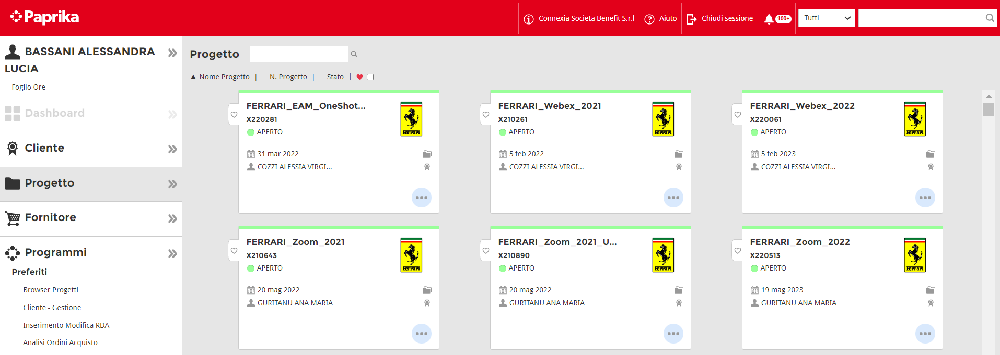 Paprika
Connexia Societa Benefit S.r.l
Aiuto
Chiudi sessione
100+
Tutti
BASSANI ALESSANDRA
LUCIA
Foglio Ore
Dashboard
Cliente
Progetto
Fornitore
Programmi
Preferiti
Browser Progetti
Cliente - Gestione
Inserimento Modifica RDA
Analisi Ordini Acquisto
Progetto
▲ Nome Progetto | N. Progetto | Stato |
FERRARI_EAM_OneShot...
X220281
APERTO
Ferrari
31 mar 2022
COZZI ALESSIA VIRGI...
FERRARI_Webex_2021
X210261
APERTO
Ferrari
5 feb 2022
COZZI ALESSIA VIRGI...
FERRARI_Webex_2022
X220061
APERTO
Ferrari
5 feb 2023
COZZI ALESSIA VIRGI...
FERRARI_Zoom_2021
X210643
APERTO
Ferrari
20 mag 2022
GURITANU ANA MARIA
FERRARI_Zoom_2021_U...
X210890
APERTO
Ferrari
20 mag 2022
GURITANU ANA MARIA
FERRARI_Zoom_2022
X220513
APERTO
Ferrari
19 mag 2023
GURITANU ANA MARIA